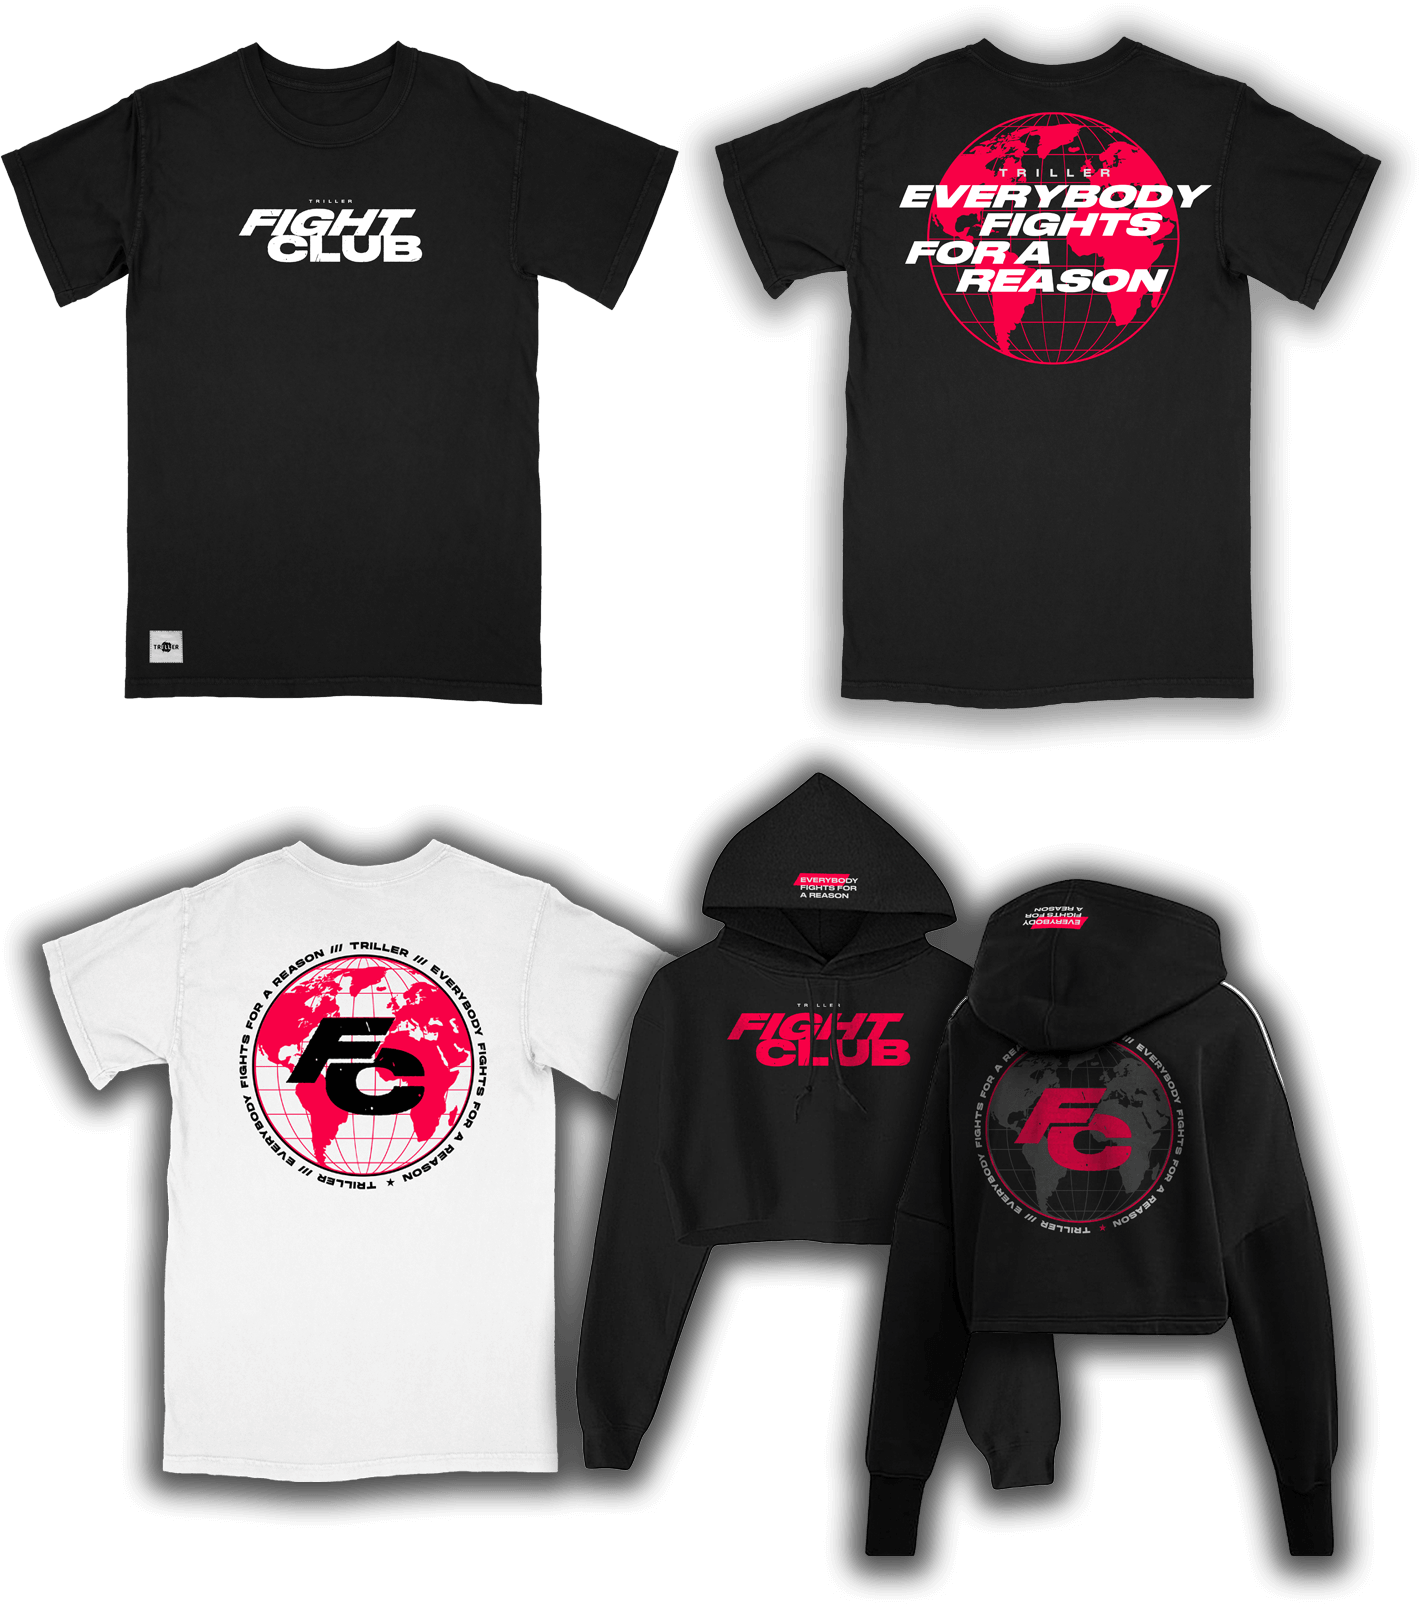 TRILLER
FIGHT
CLUB
TRILLER
TRILLER
EVERYBODY
FIGHTS
FOR A
REASON
EVERYBODY FIGHTS FOR A REASON /// TRILLER /// EVERYBODY FIGHTS FOR A REASON ★ TRILLER ///
FC
EVERYBODY
FIGHTS FOR
A REASON
TRILLER
FIGHT
CLUB
EVERYBODY
FIGHTS FOR
A REASON
EVERYBODY FIGHTS FOR A REA
/// EVERYBODY FIGHTS FOR A REASON ★ TRILLER ///
FC